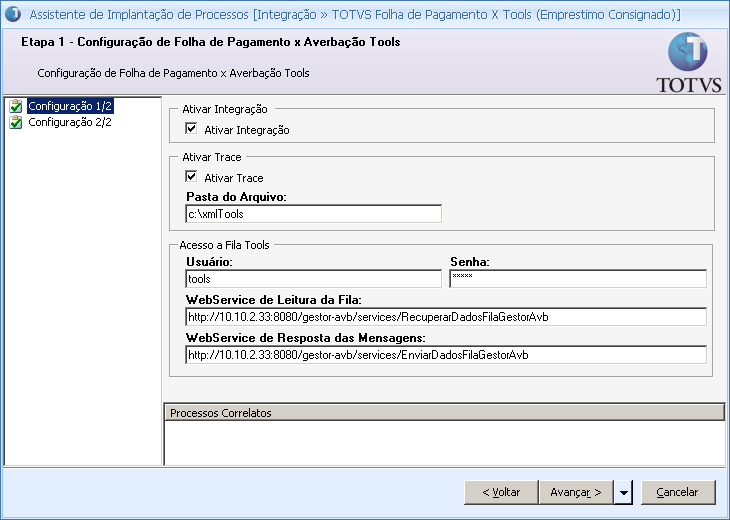 Assistente de Implantação de Processos [Integração » TOTVS Folha de Pagamento X Tools (Emprestimo Consignado)]
Etapa 1 - Configuração de Folha de Pagamento x Averbação Tools
Configuração de Folha de Pagamento x Averbação Tools
TOTVS
Configuração 1/2
Configuração 2/2
Ativar Integração
Ativar Integração
Ativar Trace
Ativar Trace
Pasta do Arquivo:
c:\xmlTools
Acesso a Fila Tools
Usuário: Senha:
tools *****
WebService de Leitura da Fila:
http://10.10.2.33:8080/gestor-avb/services/RecuperarDadosFilaGestorAvb
WebService de Resposta das Mensagens:
http://10.10.2.33:8080/gestor-avb/services/EnviarDadosFilaGestorAvb
Processos Correlatos
< Voltar Avançar > Cancelar